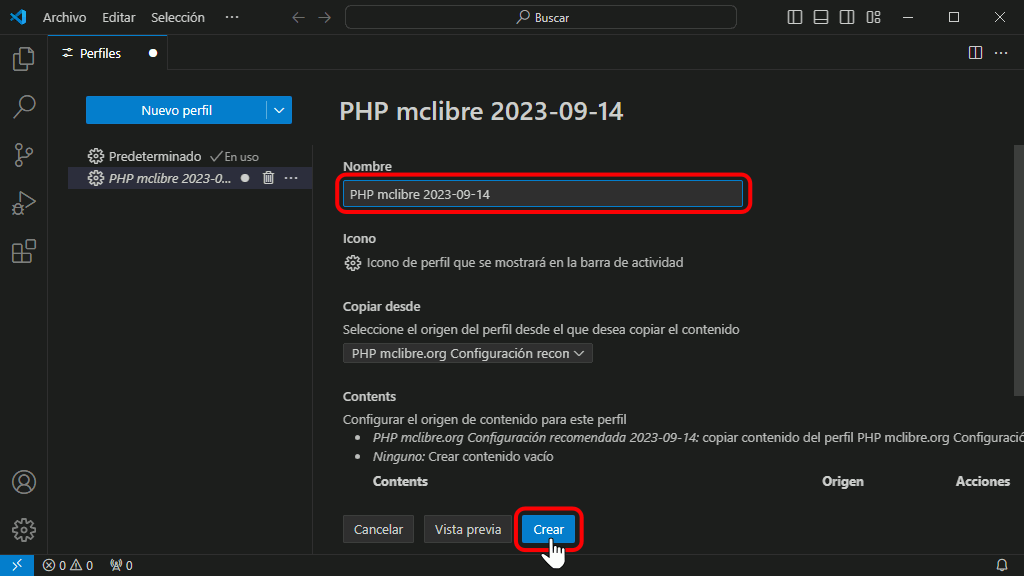 Archivo Editar Selección ··· Buscar
Perfiles
Nuevo perfil
Predeterminado En uso
PHP mclibre 2023-0...
PHP mclibre 2023-09-14
Nombre
PHP mclibre 2023-09-14
Icono
Icono de perfil que se mostrará en la barra de actividad
Copiar desde
Seleccione el origen del perfil desde el que desea copiar el contenido
PHP mclibre.org Configuración recon
Contents
Configurar el origen de contenido para este perfil
• PHP mclibre.org Configuración recomendada 2023-09-14: copiar contenido del perfil PHP mclibre.org Configuració
• Ninguno: Crear contenido vacío
Contents Origen Acciones
Cancelar Vista previa Crear
0 0 0